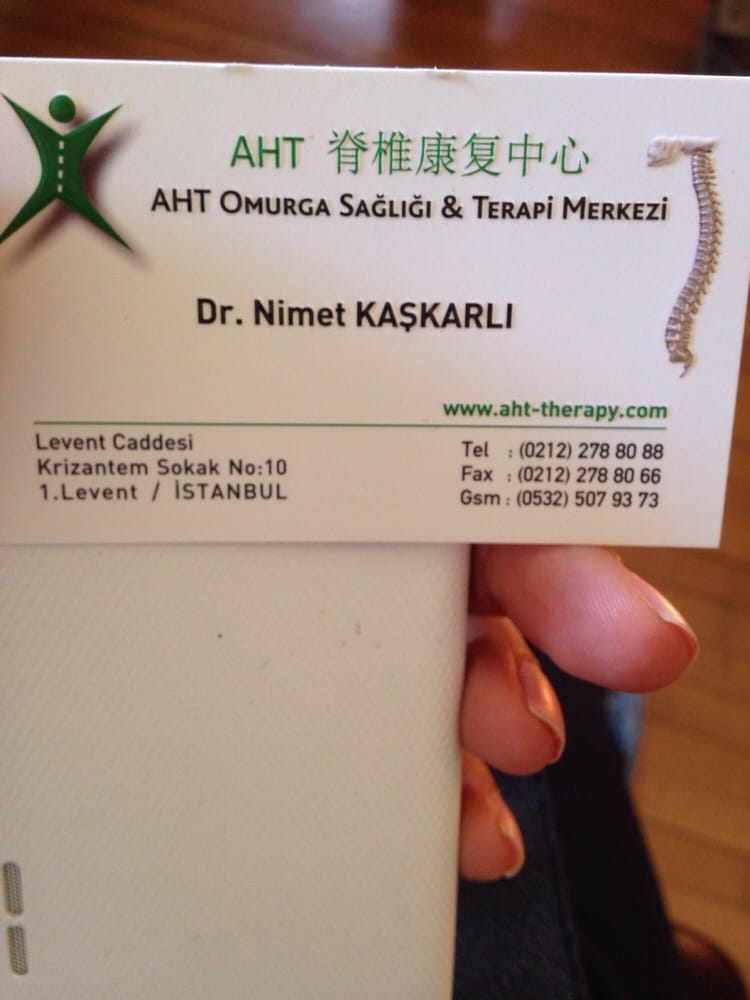 AHT 脊椎康复中心
AHT OMURGA SAĞLIĞI & TERAPİ MERKEZİ
Dr. Nimet KAŞKARLI
www.aht-therapy.com
Levent Caddesi
Krizantem Sokak No:10
1.Levent / İSTANBUL
Tel : (0212) 278 80 88
Fax : (0212) 278 80 66
Gsm : (0532) 507 93 73